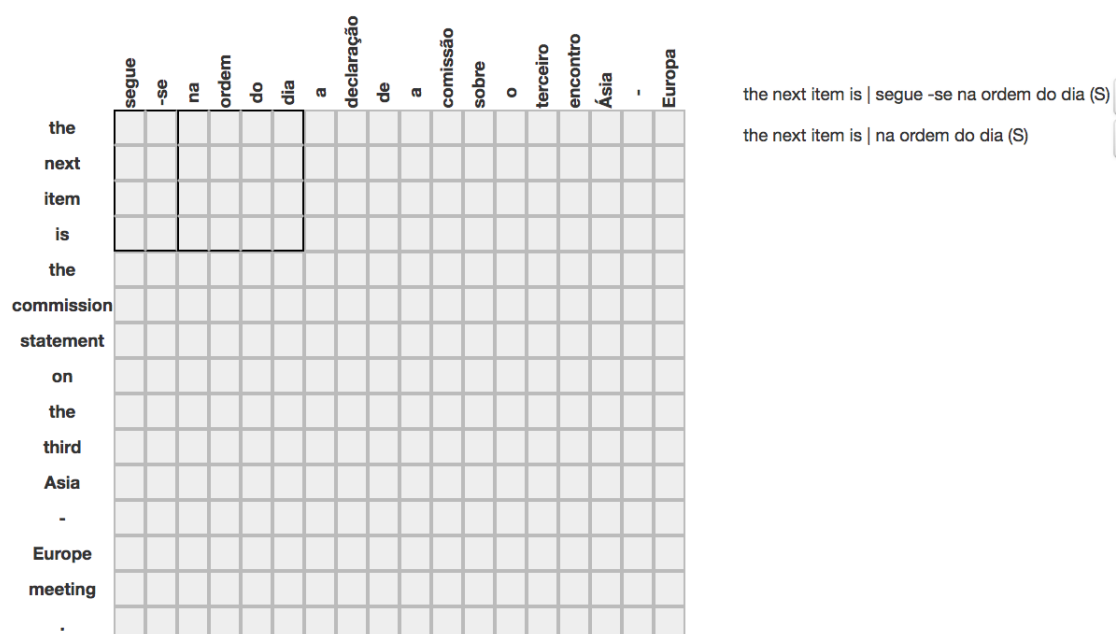 segue -se na ordem do dia a declaração de a comissão sobre o terceiro encontro Ásia - Europa
the
next
item
is
the
commission
statement
on
the
third
Asia
-
Europe
meeting
.
the next item is | segue -se na ordem do dia (S)
the next item is | na ordem do dia (S)